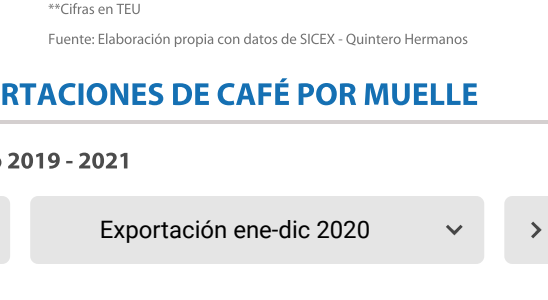 **Cifras en TEU
Fuente: Elaboración propia con datos de SICEX - Quintero Hermanos
RTACIONES DE CAFÉ POR MUELLE
2019 - 2021
Exportación ene-dic 2020